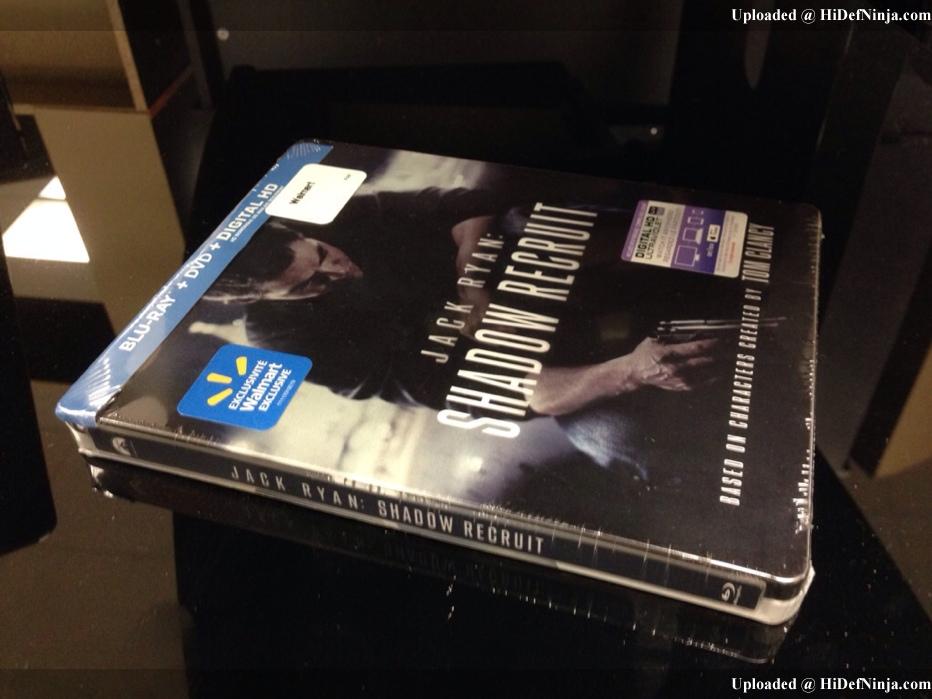 Uploaded @ HiDefNinja.com
BLU-RAY + DVD + DIGITAL HD
Walmart
JACK RYAN:
SHADOW RECRUIT
DIGITAL HD
ULTRAVIOLET
BASED ON CHARACTERS CREATED BY TOM CLANCY
EXCLUSIVITÉ
Walmart
EXCLUSIVE
JACK RYAN: SHADOW RECRUIT
Uploaded @ HiDefNinja.com